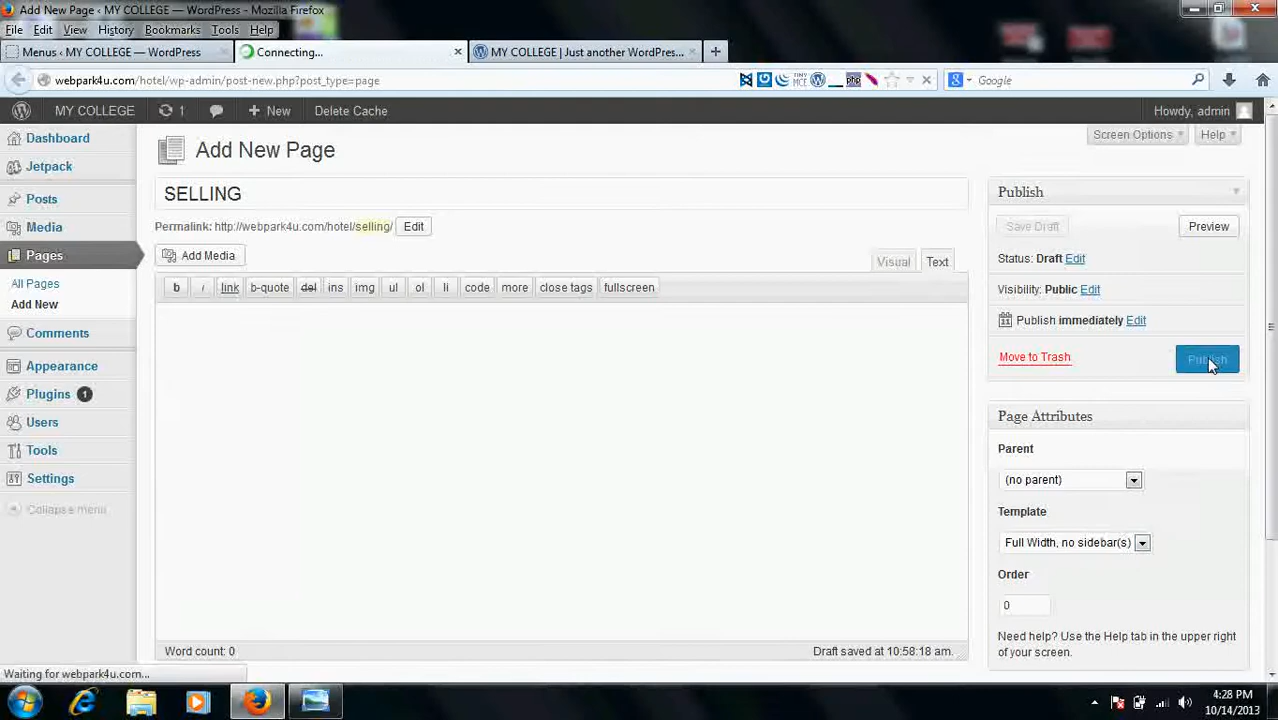 Add New Page ‹ MY COLLEGE — WordPress - Mozilla Firefox
File Edit View History Bookmarks Tools Help
Menus ‹ MY COLLEGE — WordPress × Connecting... × MY COLLEGE | Just another WordPres... × +
webpark4u.com/hotel/wp-admin/post-new.php?post_type=page Google
MY COLLEGE 1 + New Delete Cache Howdy, admin
Dashboard
Jetpack
Posts
Media
Pages
All Pages
Add New
Comments
Appearance
Plugins 1
Users
Tools
Settings
Collapse menu
Screen Options Help
Add New Page
SELLING
Permalink: http://webpark4u.com/hotel/selling/ Edit
Add Media Visual Text
b i link b-quote del ins img ul ol li code more close tags fullscreen
Word count: 0 Draft saved at 10:58:18 am.
Publish
Save Draft Preview
Status: Draft Edit
Visibility: Public Edit
Publish immediately Edit
Move to Trash Publish
Page Attributes
Parent
(no parent)
Template
Full Width, no sidebar(s)
Order
0
Need help? Use the Help tab in the upper right
of your screen.
Waiting for webpark4u.com...
4:28 PM
10/14/2013